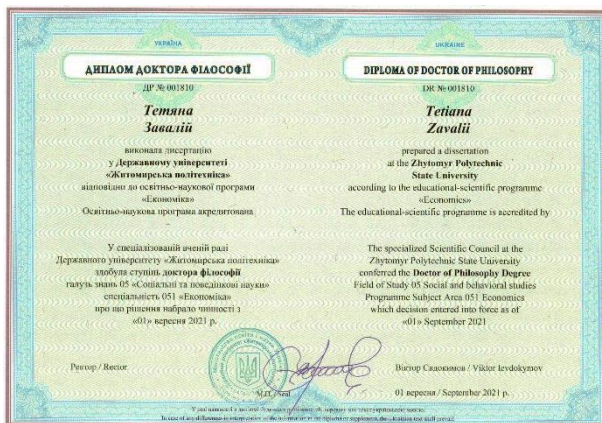 УКРАЇНА
ДИПЛОМ ДОКТОРА ФІЛОСОФІЇ
ДР № 001810
Тетяна
Завалій
виконала дисертацію
у Державному університеті
«Житомирська політехніка»
відповідно до освітньо-наукової програми
«Економіка»
Освітньо-наукова програма акредитована
У спеціалізованій вченій раді
Державного університету «Житомирська політехніка»
здобула ступінь доктора філософії
галузь знань 05 «Соціальні та поведінкові науки»
спеціальність 051 «Економіка»
про що рішення набрало чинності з
«01» вересня 2021 р.
Ректор / Rector
М.П./Seal
UKRAINE
DIPLOMA OF DOCTOR OF PHILOSOPHY
DR № 001810
Tetiana
Zavalii
prepared a dissertation
at the Zhytomyr Polytechnic
State University
according to the educational-scientific programme
«Economics»
The educational-scientific programme is accredited by
The specialized Scientific Council at the
Zhytomyr Polytechnic State University
conferred the Doctor of Philosophy Degree
Field of Study 05 Social and behavioral studies
Programme Subject Area 051 Economics
which decision entered into force as of
«01» September 2021
Віктор Євдокимов / Viktor Ievdokymov
01 вересня / September 2021 р.